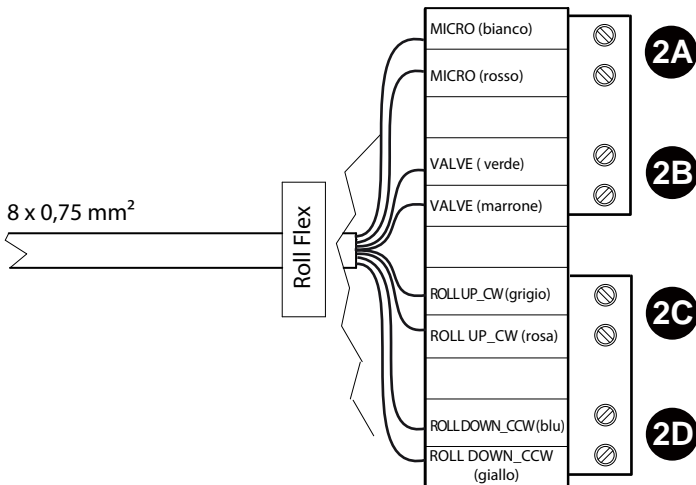 MICRO (bianco)
2A
MICRO (rosso)
VALVE ( verde)
2B
VALVE (marrone)
8 x 0,75 mm²
Roll Flex
ROLL UP_CW (grigio)
2C
ROLL UP_CW (rosa)
ROLL DOWN_CCW (blu)
2D
ROLL DOWN_CCW
(giallo)